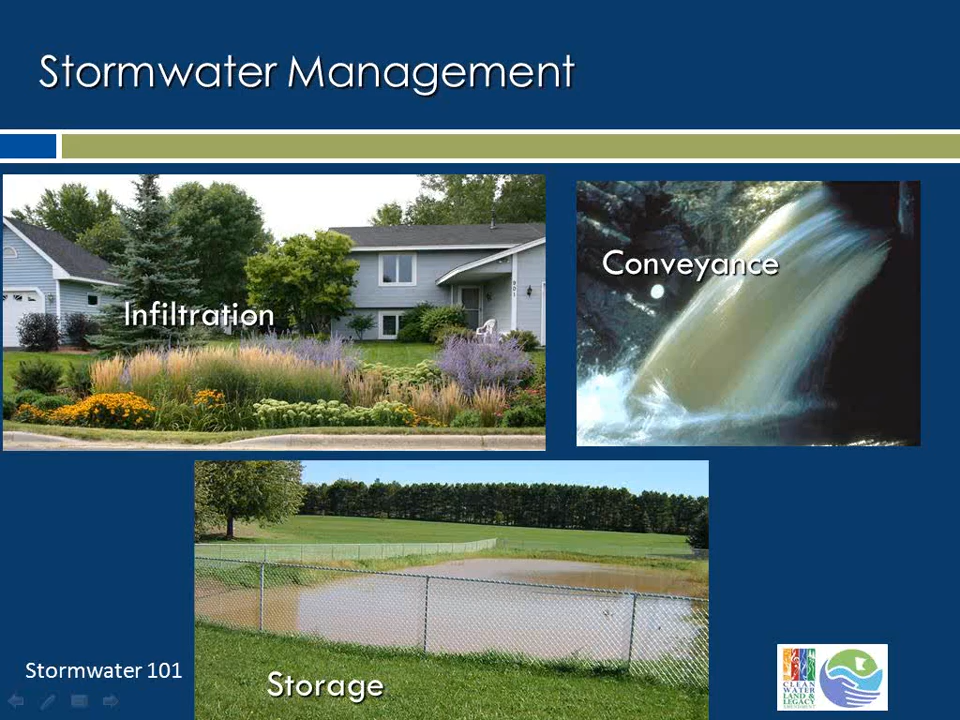 Stormwater Management
Infiltration
Conveyance
Storage
Stormwater 101
CLEAN
WATER
LAND &
LEGACY